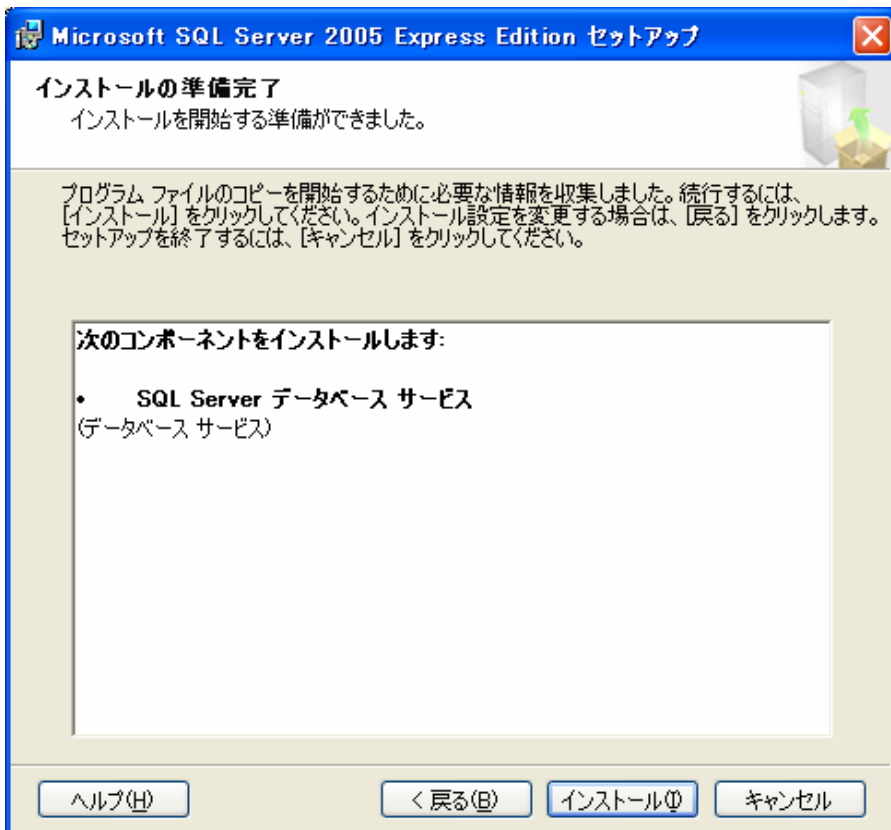 Microsoft SQL Server 2005 Express Edition セットアップ
インストールの準備完了
インストールを開始する準備ができました。
プログラム ファイルのコピーを開始するために必要な情報を収集しました。続行するには、
[インストール] をクリックしてください。インストール設定を変更する場合は、[戻る] をクリックします。
セットアップを終了するには、[キャンセル] をクリックしてください。
次のコンポーネントをインストールします:
• SQL Server データベース サービス
(データベース サービス)
ヘルプ(H)
< 戻る(B)
インストール(I)
キャンセル